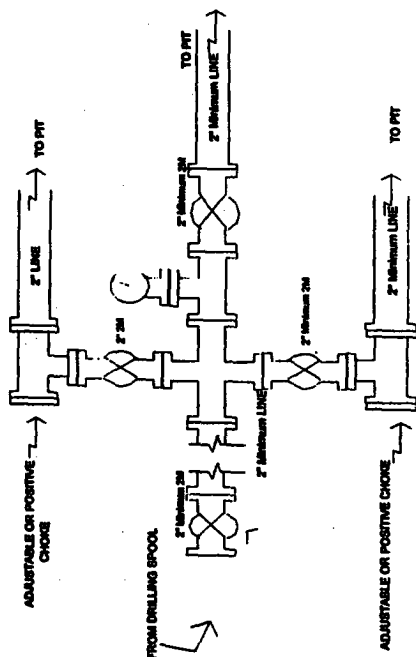 ADJUSTABLE OR POSITIVE
CHOKE
2" LINE
TO PIT
2" 2M
FROM DRILLING SPOOL
2" Minimum 2M
2" Minimum LINE
2" Minimum 2M
2" Minimum LINE
TO PIT
2" Minimum 2M
ADJUSTABLE OR POSITIVE CHOKE
2" Minimum LINE
TO PIT